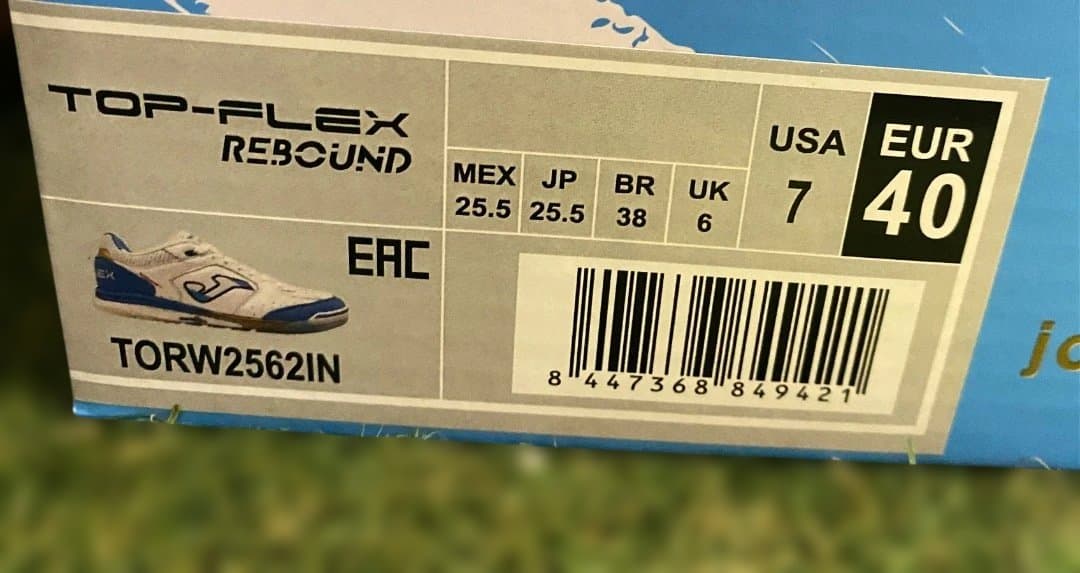 TOP-FLEX
REBOUND
MEX JP BR UK USA EUR
25.5 25.5 38 6 7 40
EAC
TORW2562IN
8 447368 849421